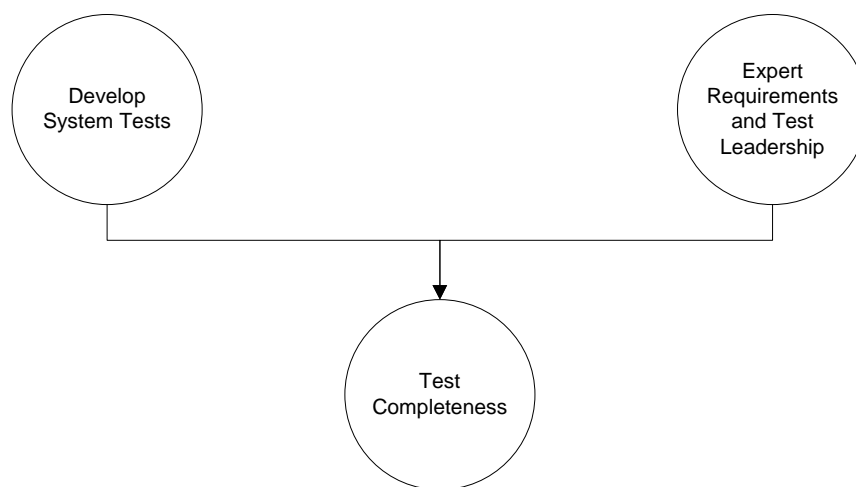 Develop
System Tests
Expert
Requirements
and Test
Leadership
Test
Completeness